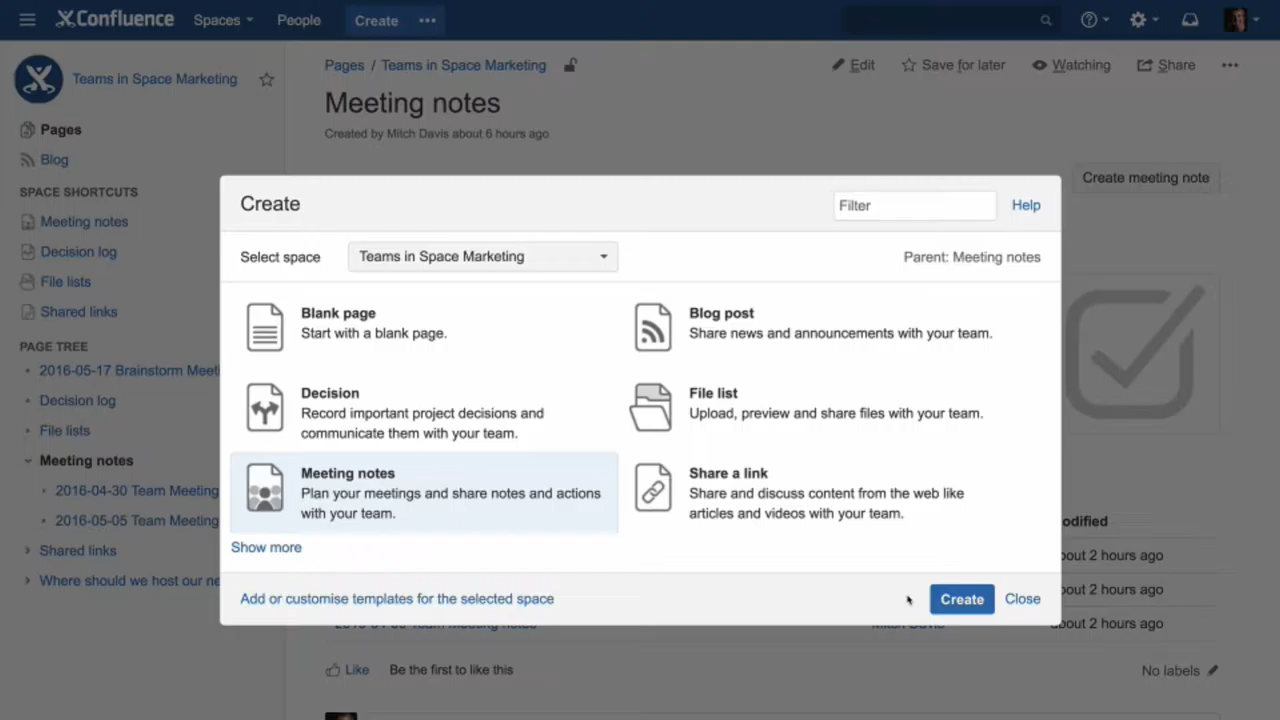 Confluence Spaces People Create
Teams in Space Marketing
Pages
Blog
SPACE SHORTCUTS
Meeting notes
Decision log
File lists
Shared links
PAGE TREE
2016-05-17 Brainstorm Meeti
Decision log
File lists
Meeting notes
2016-04-30 Team Meeting
2016-05-05 Team Meeting
Shared links
Where should we host our ne
Pages / Teams in Space Marketing
Edit Save for later Watching Share
Meeting notes
Created by Mitch Davis about 6 hours ago
Create meeting note
Create
Filter
Help
Select space
Teams in Space Marketing
Parent: Meeting notes
Blank page
Start with a blank page.
Blog post
Share news and announcements with your team.
Decision
Record important project decisions and
communicate them with your team.
File list
Upload, preview and share files with your team.
Meeting notes
Plan your meetings and share notes and actions
with your team.
Share a link
Share and discuss content from the web like
articles and videos with your team.
Show more
Add or customise templates for the selected space
Create
Close
odified
bout 2 hours ago
bout 2 hours ago
about 2 hours ago
Like Be the first to like this
No labels